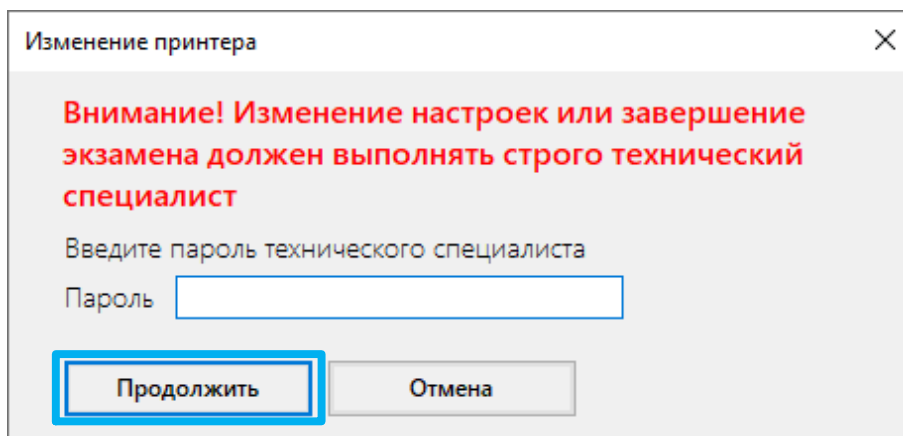 Изменение принтера
Внимание! Изменение настроек или завершение
экзамена должен выполнять строго технический
специалист
Введите пароль технического специалиста
Пароль
Продолжить Отмена